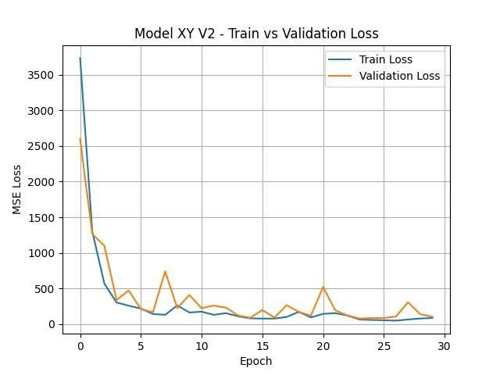 Model XY V2 - Train vs Validation Loss
Train Loss
Validation Loss
3500
3000
2500
2000
1500
1000
500
0
MSE Loss
0 5 10 15 20 25 30
Epoch